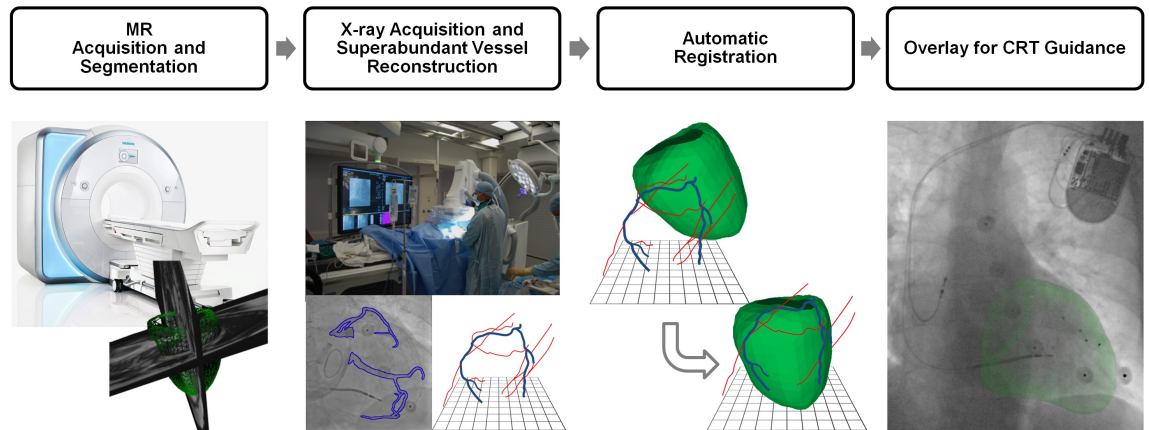 MR
Acquisition and
Segmentation
X-ray Acquisition and
Superabundant Vessel
Reconstruction
Automatic
Registration
Overlay for CRT Guidance